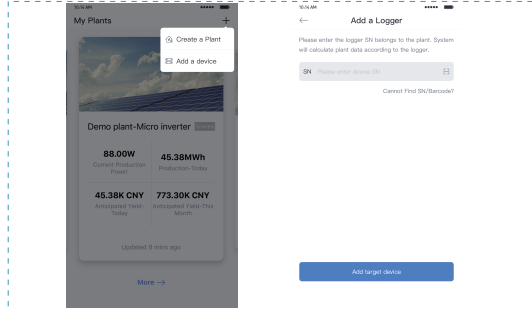 10:14 AM
My Plants
+
Create a Plant
Add a device
Demo plant-Micro inverter
88.00W
Current Production Power
45.38MWh
Production-Today
45.38K CNY
Anticipated Yield-Today
773.30K CNY
Anticipated Yield-This Month
Updated 9 mins ago
More →
10:14 AM
← Add a Logger
Please enter the logger SN belongs to the plant. System
will calculate plant data according to the logger.
SN Please enter device SN
Cannot Find SN/Barcode?
Add target device